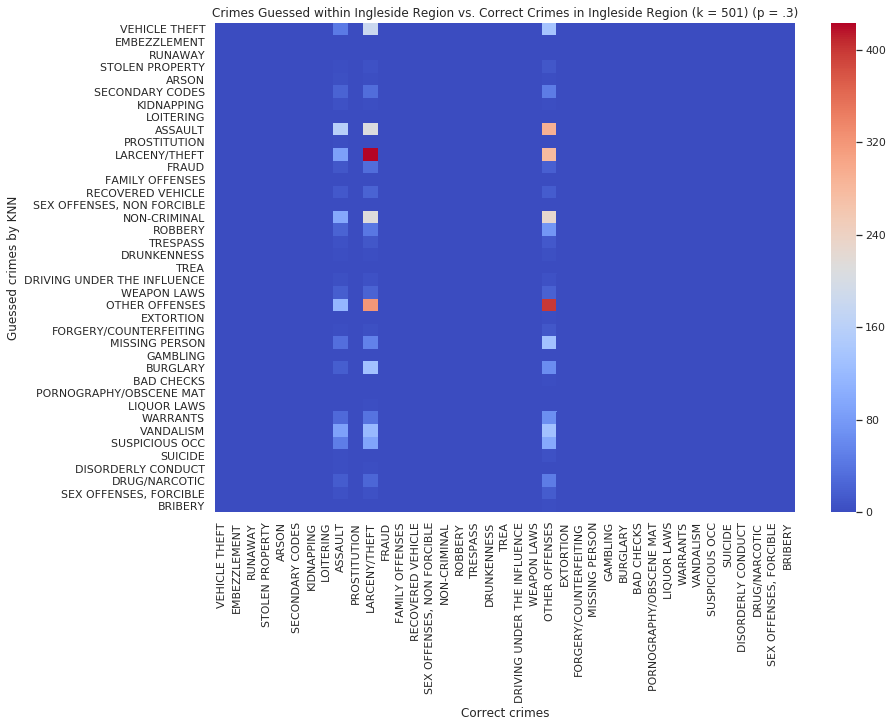 Crimes Guessed within Ingleside Region vs. Correct Crimes in Ingleside Region (k = 501) (p = .3)
Guessed crimes by KNN
VEHICLE THEFT
EMBEZZLEMENT
RUNAWAY
STOLEN PROPERTY
ARSON
SECONDARY CODES
KIDNAPPING
LOITERING
ASSAULT
PROSTITUTION
LARCENY/THEFT
FRAUD
FAMILY OFFENSES
RECOVERED VEHICLE
SEX OFFENSES, NON FORCIBLE
NON-CRIMINAL
ROBBERY
TRESPASS
DRUNKENNESS
TREA
DRIVING UNDER THE INFLUENCE
WEAPON LAWS
OTHER OFFENSES
EXTORTION
FORGERY/COUNTERFEITING
MISSING PERSON
GAMBLING
BURGLARY
BAD CHECKS
PORNOGRAPHY/OBSCENE MAT
LIQUOR LAWS
WARRANTS
VANDALISM
SUSPICIOUS OCC
SUICIDE
DISORDERLY CONDUCT
DRUG/NARCOTIC
SEX OFFENSES, FORCIBLE
BRIBERY
400
320
240
160
80
0
VEHICLE THEFT
EMBEZZLEMENT
RUNAWAY
STOLEN PROPERTY
ARSON
SECONDARY CODES
KIDNAPPING
LOITERING
ASSAULT
PROSTITUTION
LARCENY/THEFT
FRAUD
FAMILY OFFENSES
RECOVERED VEHICLE
SEX OFFENSES, NON FORCIBLE
NON-CRIMINAL
ROBBERY
TRESPASS
DRUNKENNESS
TREA
DRIVING UNDER THE INFLUENCE
WEAPON LAWS
OTHER OFFENSES
EXTORTION
FORGERY/COUNTERFEITING
MISSING PERSON
GAMBLING
BURGLARY
BAD CHECKS
PORNOGRAPHY/OBSCENE MAT
LIQUOR LAWS
WARRANTS
VANDALISM
SUSPICIOUS OCC
SUICIDE
DISORDERLY CONDUCT
DRUG/NARCOTIC
SEX OFFENSES, FORCIBLE
BRIBERY
Correct crimes